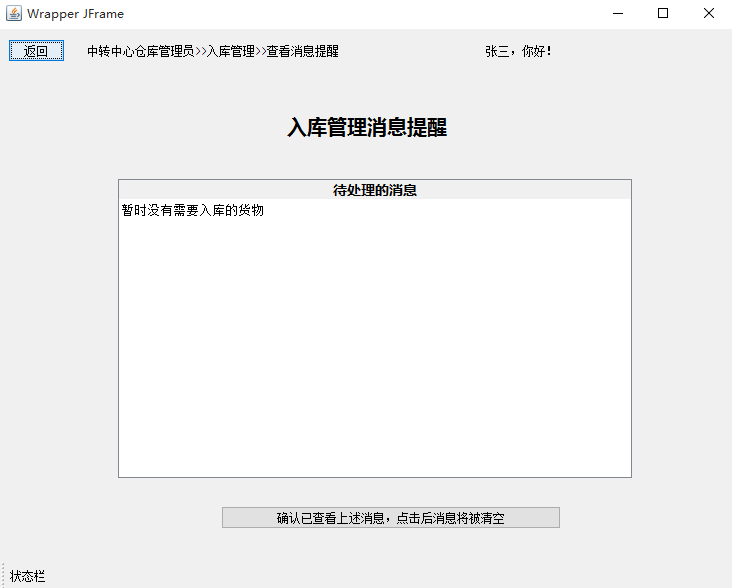 Wrapper JFrame
返回 中转中心仓库管理员>>入库管理>>查看消息提醒 张三，你好！
入库管理消息提醒
待处理的消息
暂时没有需要入库的货物
确认已查看上述消息，点击后消息将被清空
状态栏